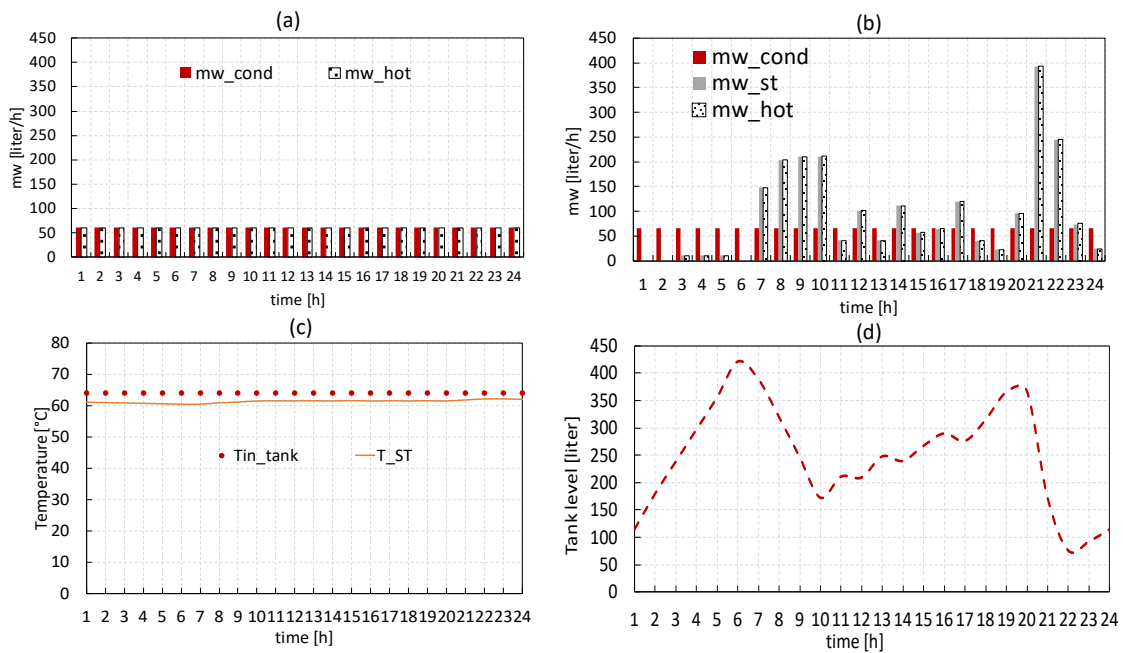 (a)
450
400
350
300
250
200
150
100
50
0
mw [liter/h]
mw_cond mw_hot
1 2 3 4 5 6 7 8 9 10 11 12 13 14 15 16 17 18 19 20 21 22 23 24
time [h]
(b)
450
400
350
300
250
200
150
100
50
0
mw [liter/h]
mw_cond
mw_st
mw_hot
1 2 3 4 5 6 7 8 9 10 11 12 13 14 15 16 17 18 19 20 21 22 23 24
time [h]
(c)
80
70
60
50
40
30
20
10
0
Temperature [°C]
Tin_tank T_ST
1 2 3 4 5 6 7 8 9 10 11 12 13 14 15 16 17 18 19 20 21 22 23 24
time [h]
(d)
450
400
350
300
250
200
150
100
50
0
Tank level [liter]
1 2 3 4 5 6 7 8 9 10 11 12 13 14 15 16 17 18 19 20 21 22 23 24
time [h]